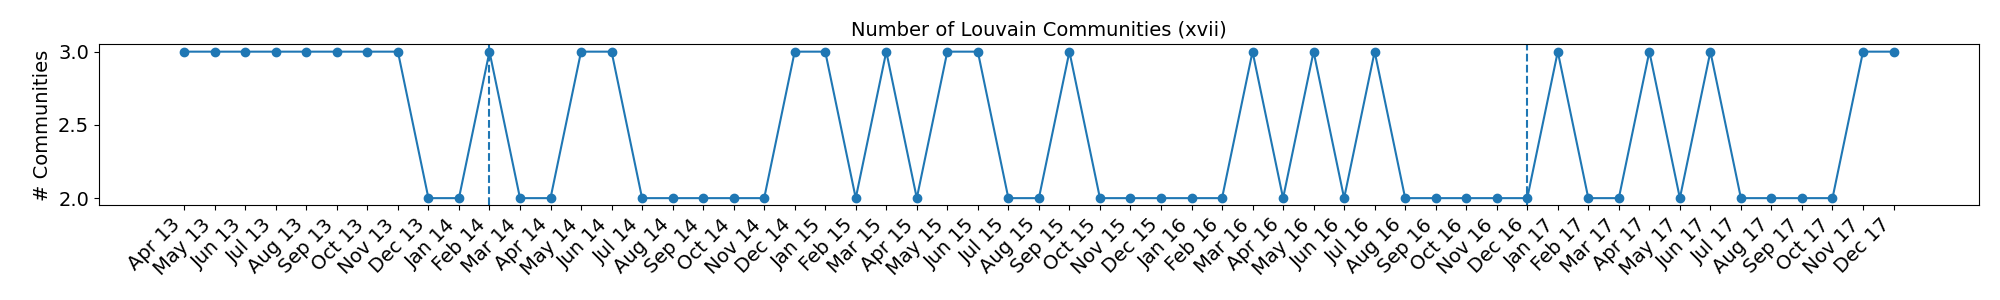 Number of Louvain Communities (xvii)
# Communities
3.0
2.5
2.0
Apr 13
May 13
Jun 13
Jul 13
Aug 13
Sep 13
Oct 13
Nov 13
Dec 13
Jan 14
Feb 14
Mar 14
Apr 14
May 14
Jun 14
Jul 14
Aug 14
Sep 14
Oct 14
Nov 14
Dec 14
Jan 15
Feb 15
Mar 15
Apr 15
May 15
Jun 15
Jul 15
Aug 15
Sep 15
Oct 15
Nov 15
Dec 15
Jan 16
Feb 16
Mar 16
Apr 16
May 16
Jun 16
Jul 16
Aug 16
Sep 16
Oct 16
Nov 16
Dec 16
Jan 17
Feb 17
Mar 17
Apr 17
May 17
Jun 17
Jul 17
Aug 17
Sep 17
Oct 17
Nov 17
Dec 17